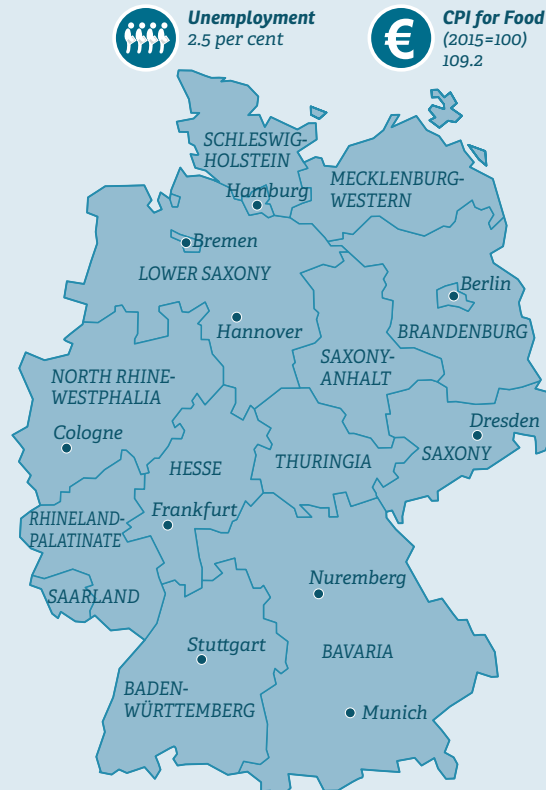 Unemployment
2.5 per cent
€
CPI for Food
(2015=100)
109.2
SCHLESWIG-
HOLSTEIN
Hamburg
MECKLENBURG-
WESTERN
Bremen
LOWER SAXONY
Berlin
Hannover
BRANDENBURG
SAXONY-
ANHALT
NORTH RHINE-
WESTPHALIA
Cologne
Dresden
SAXONY
HESSE
THURINGIA
Frankfurt
RHINELAND-
PALATINATE
Nuremberg
SAARLAND
Stuttgart
BAVARIA
BADEN-
WÜRTTEMBERG
Munich